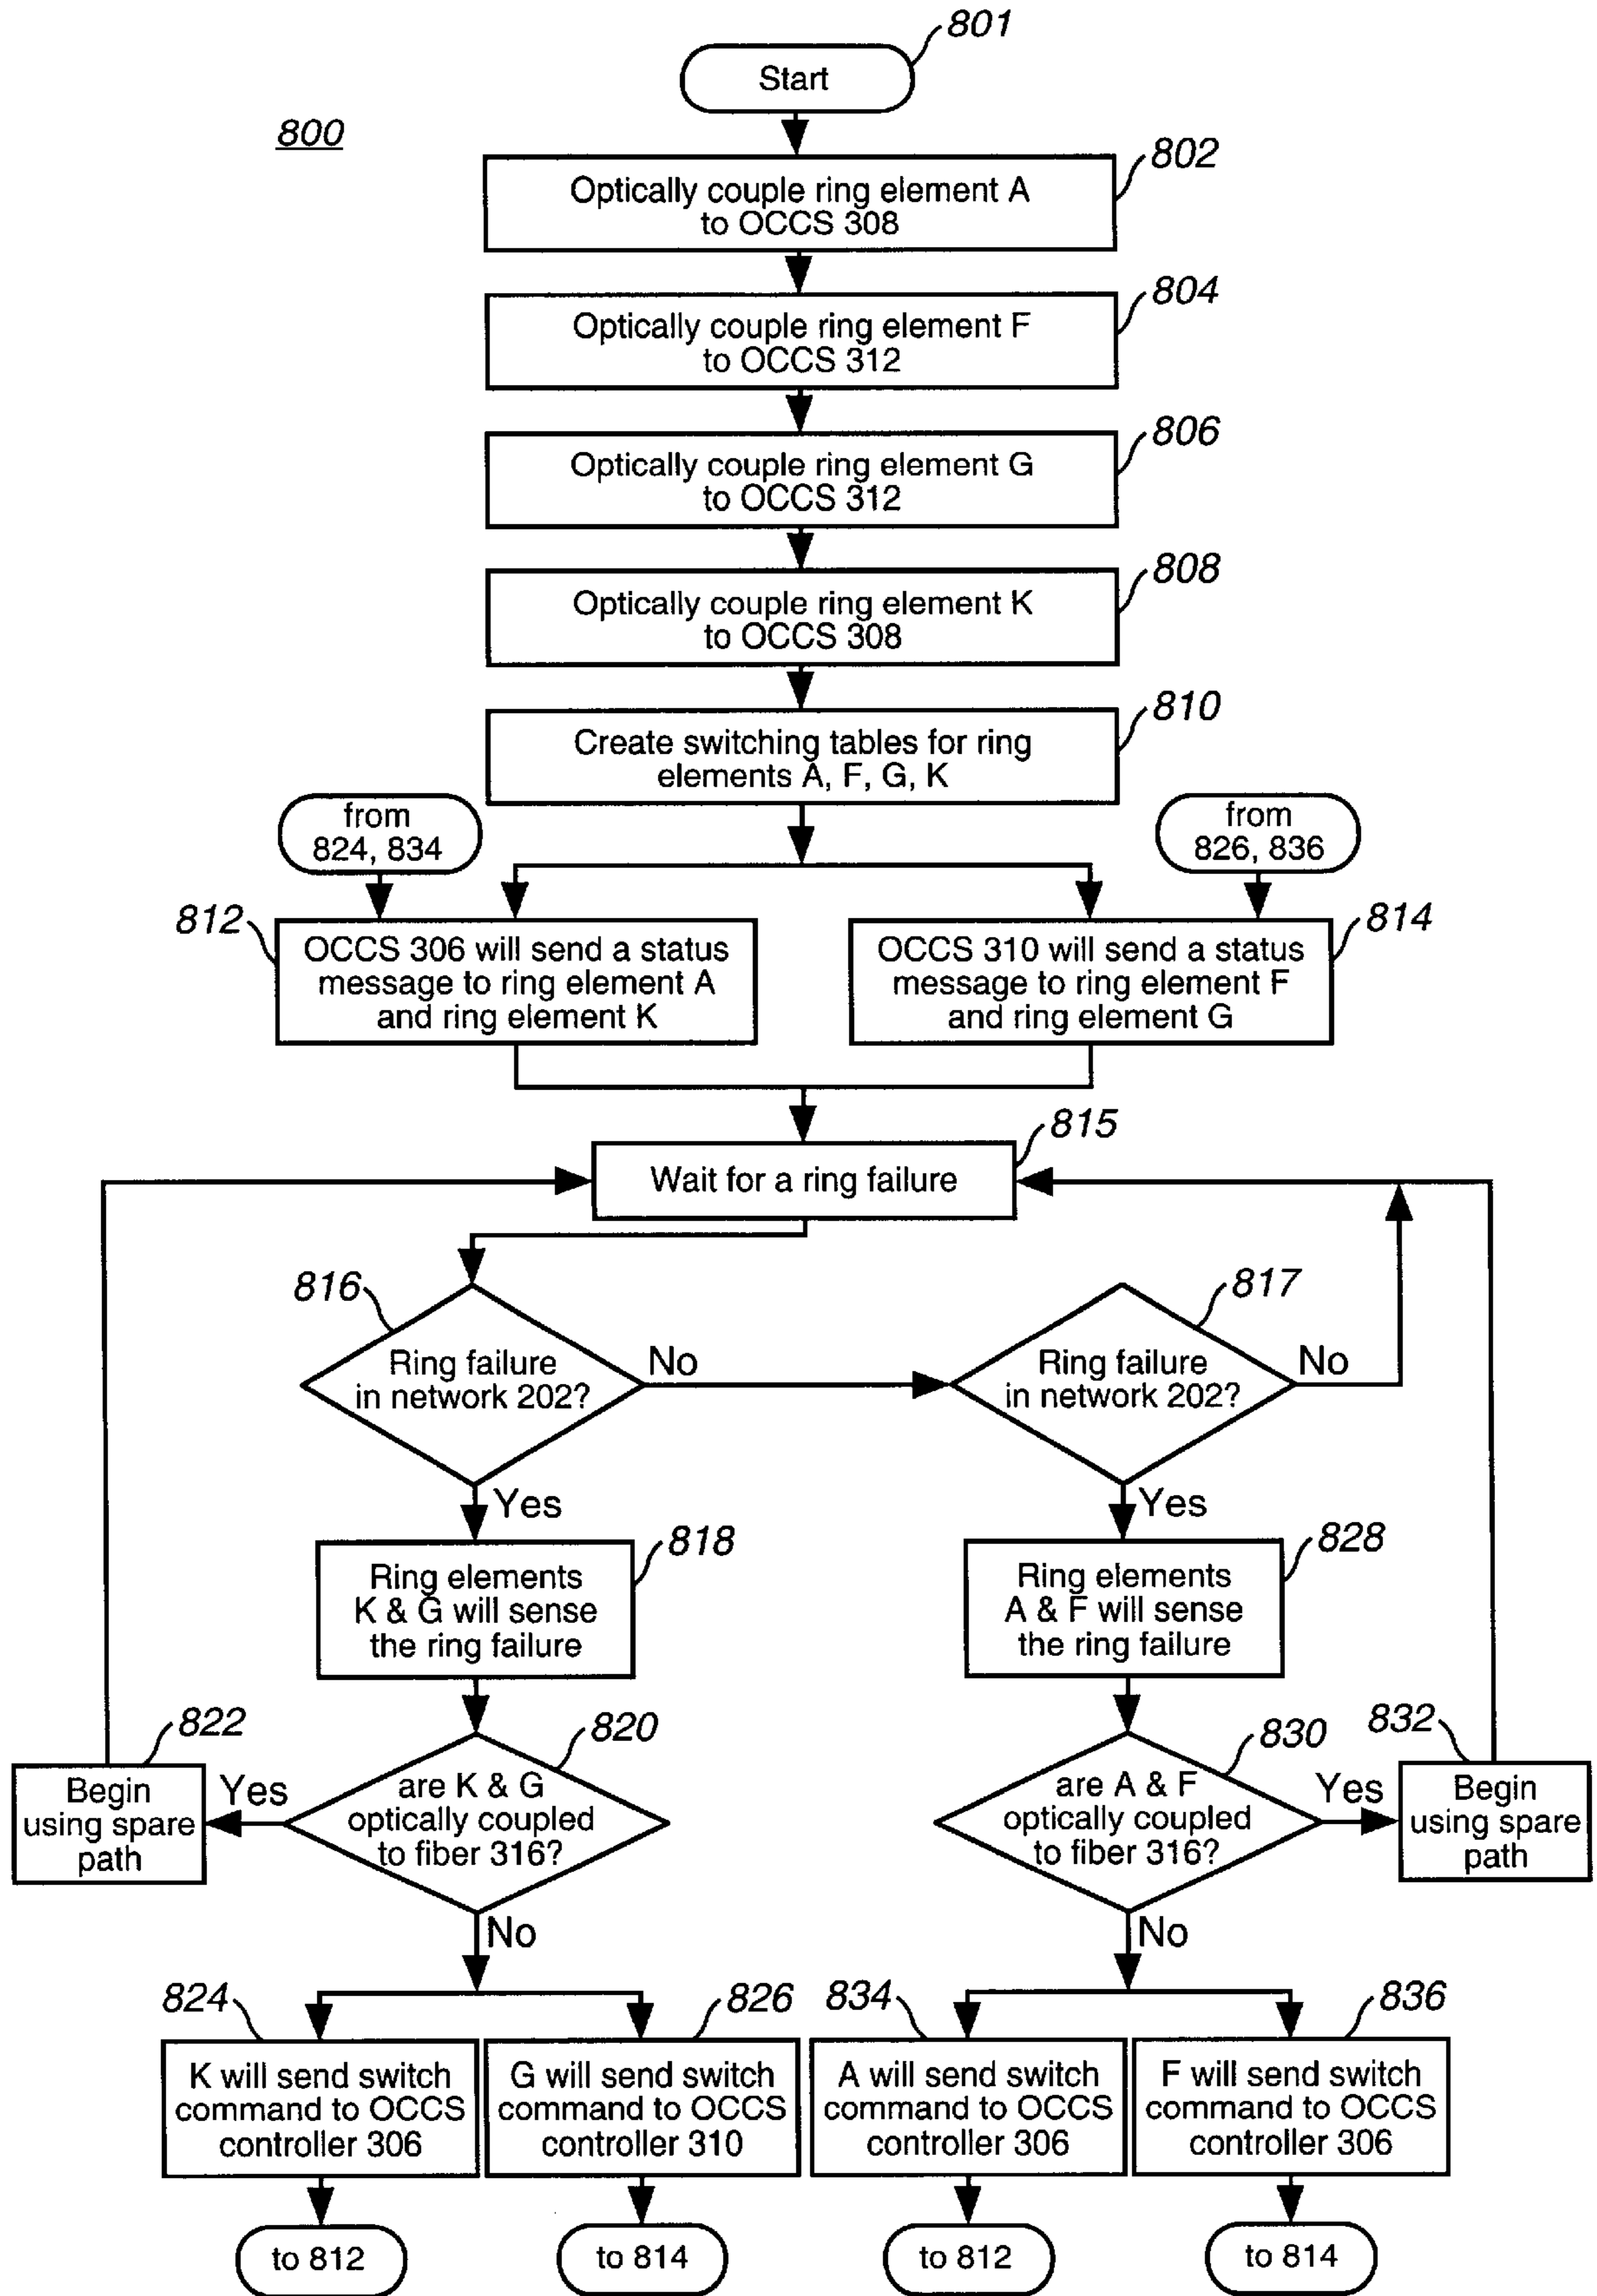 801
Start
800
802
Optically couple ring element A
to OCCS 308
804
Optically couple ring element F
to OCCS 312
806
Optically couple ring element G
to OCCS 312
808
Optically couple ring element K
to OCCS 308
810
Create switching tables for ring
elements A, F, G, K
from
824, 834
from
826, 836
812
OCCS 306 will send a status
message to ring element A
and ring element K
814
OCCS 310 will send a status
message to ring element F
and ring element G
815
Wait for a ring failure
816
Ring failure
in network 202?
No
817
Ring failure
in network 202?
No
Yes
Yes
818
Ring elements
K & G will sense
the ring failure
828
Ring elements
A & F will sense
the ring failure
822
Begin
using spare
path
Yes
820
are K & G
optically coupled
to fiber 316?
830
are A & F
optically coupled
to fiber 316?
Yes
832
Begin
using spare
path
No
No
824
K will send switch
command to OCCS
controller 306
826
G will send switch
command to OCCS
controller 310
834
A will send switch
command to OCCS
controller 306
836
F will send switch
command to OCCS
controller 306
to 812
to 814
to 812
to 814